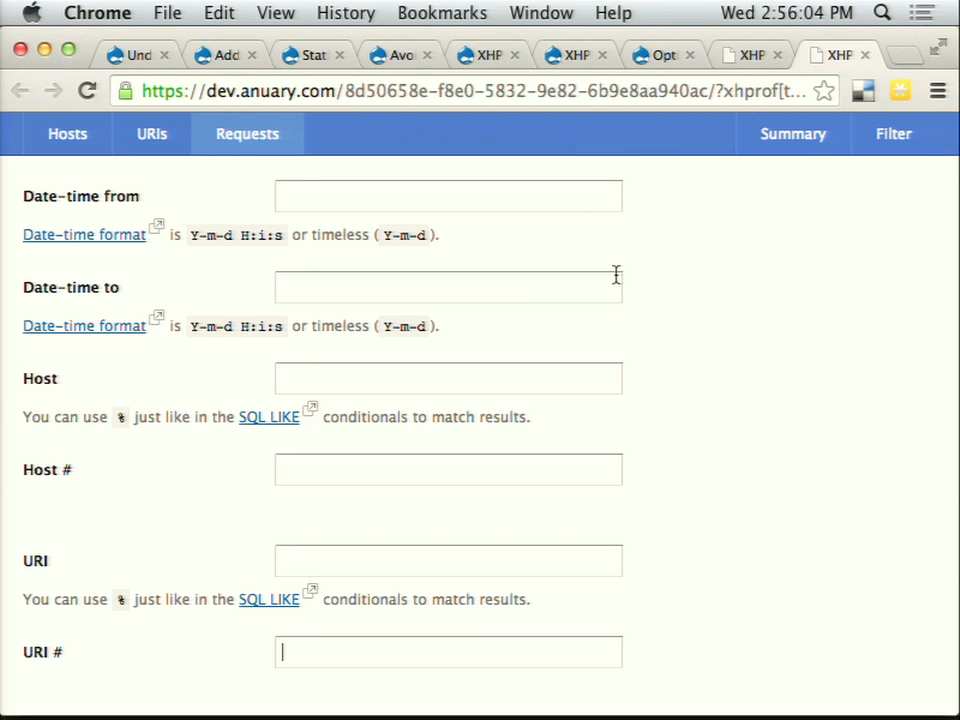 Chrome File Edit View History Bookmarks Window Help Wed 2:56:04 PM
Und Add Stat Avo XHP XHP Opt XHP XHP
https://dev.anuary.com/8d50658e-f8e0-5832-9e82-6b9e8aa940ac/?xhprof[t...
Hosts URIs Requests Summary Filter
Date-time from
Date-time format is Y-m-d H:i:s or timeless ( Y-m-d ).
Date-time to
Date-time format is Y-m-d H:i:s or timeless ( Y-m-d ).
Host
You can use % just like in the SQL LIKE conditionals to match results.
Host #
URI
You can use % just like in the SQL LIKE conditionals to match results.
URI #